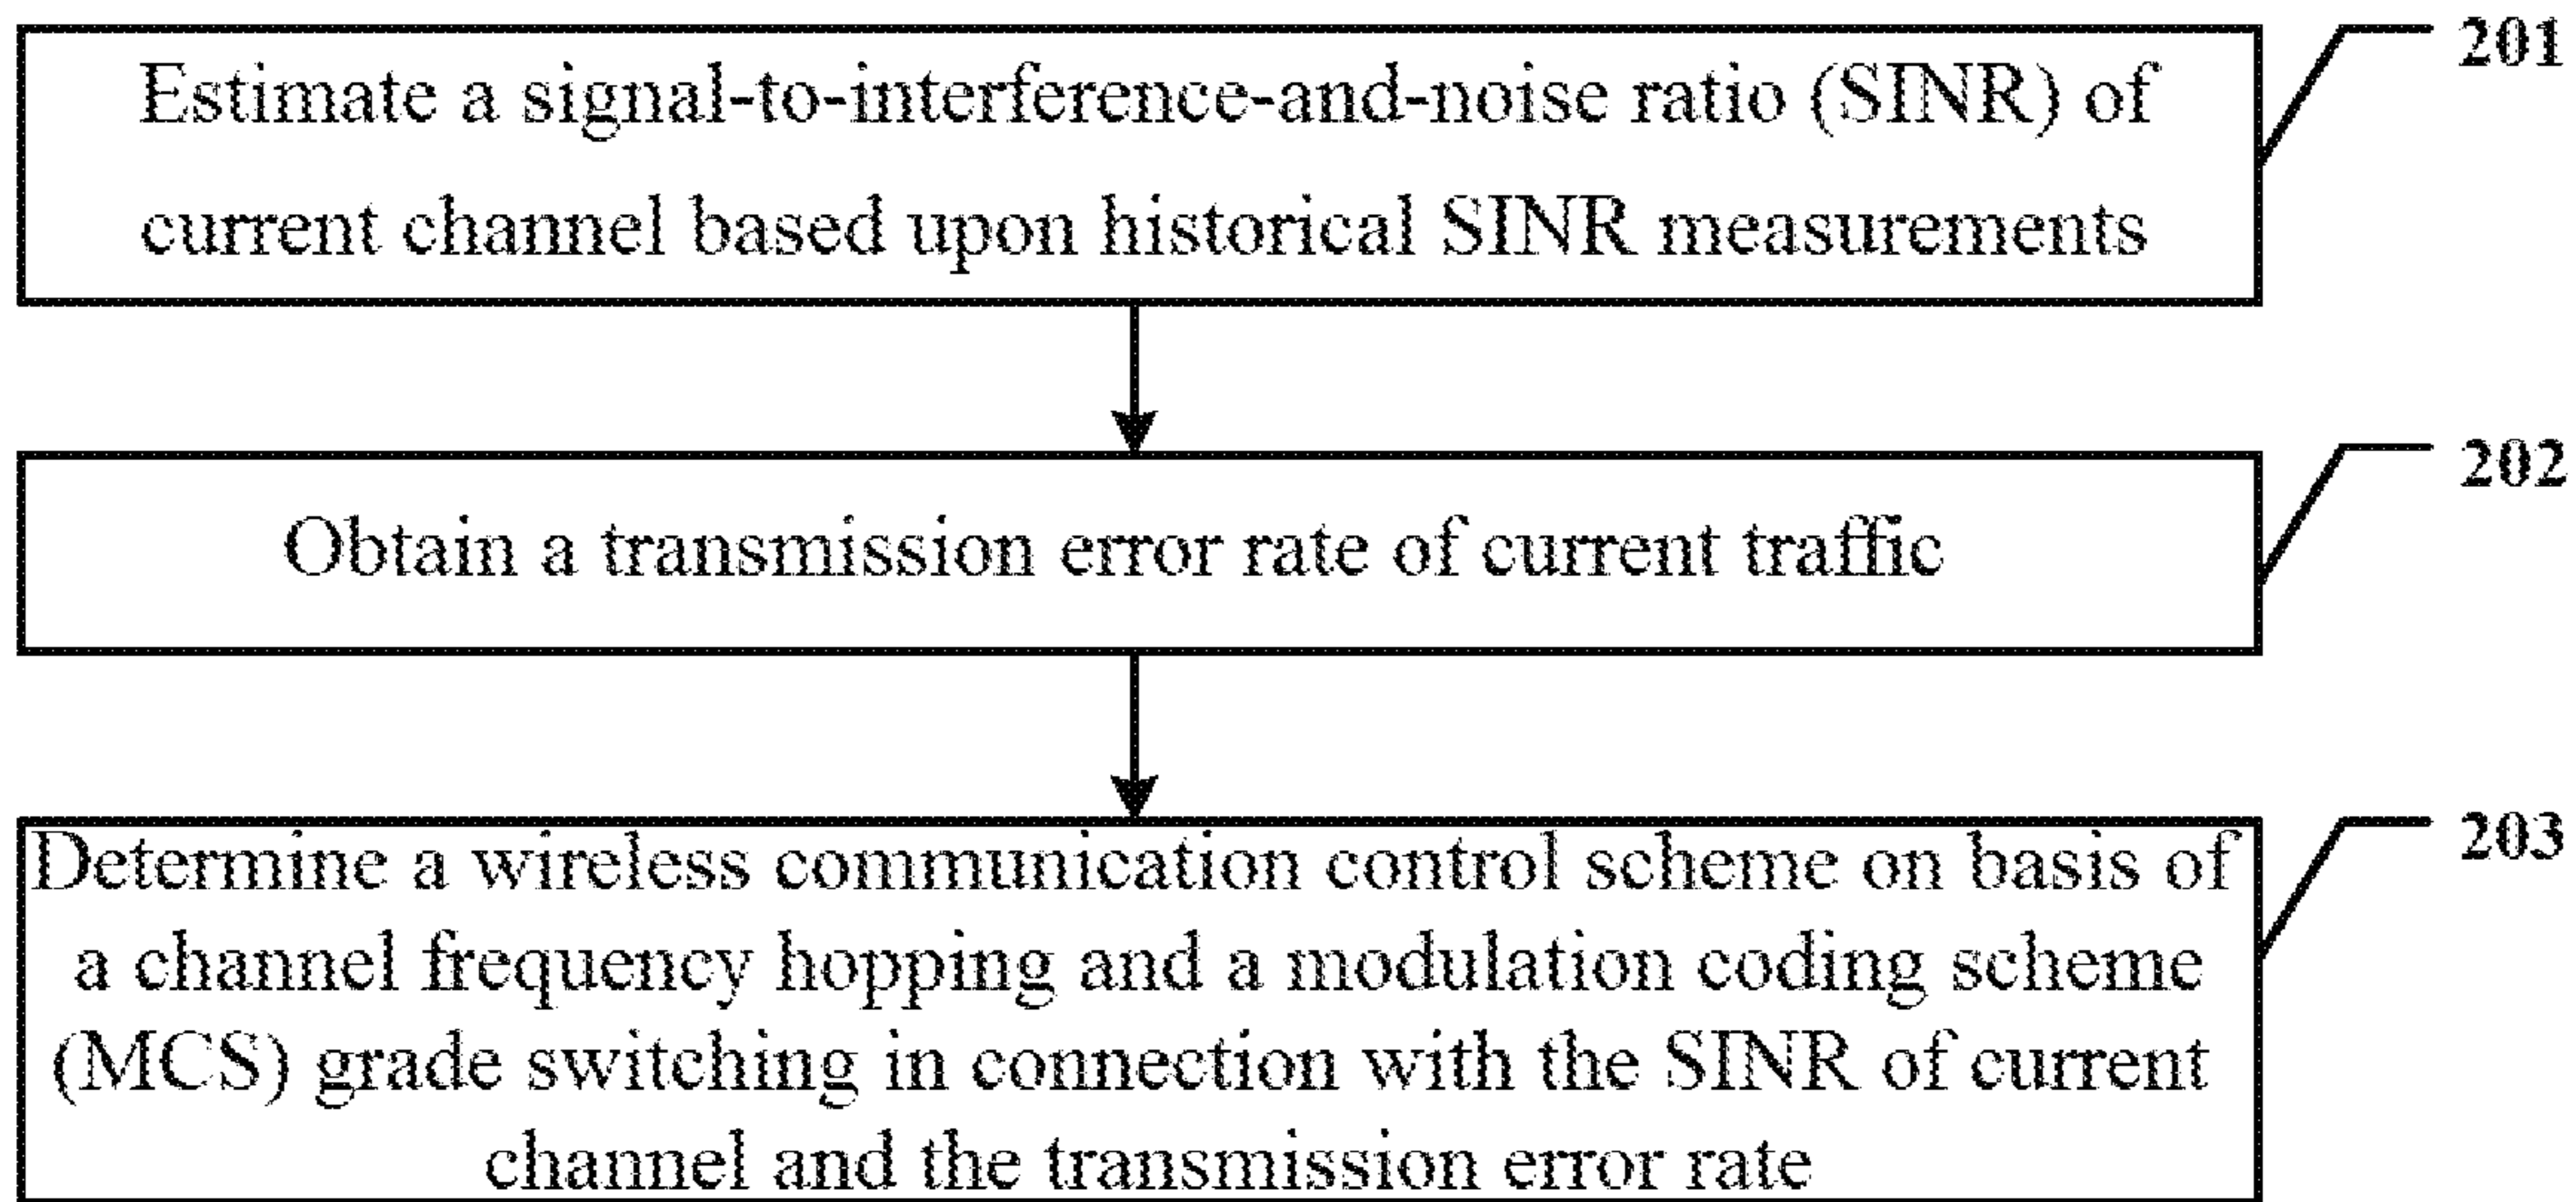 Estimate a signal-to-interference-and-noise ratio (SINR) of
current channel based upon historical SINR measurements
201
Obtain a transmission error rate of current traffic
202
Determine a wireless communication control scheme on basis of
a channel frequency hopping and a modulation coding scheme
(MCS) grade switching in connection with the SINR of current
channel and the transmission error rate
203